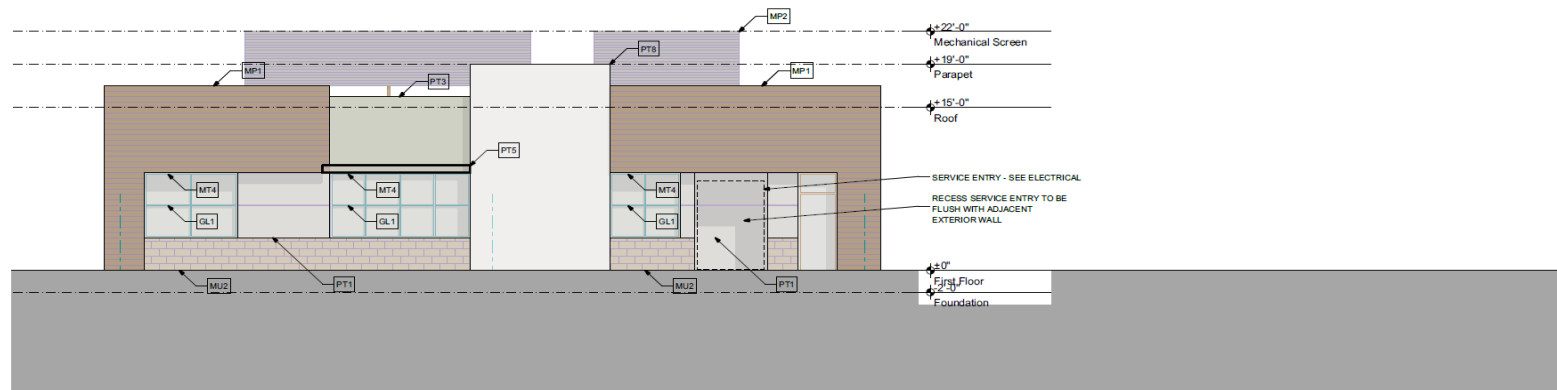 MP2
+22'-0"
Mechanical Screen
PT8
+19'-0"
Parapet
MP1
PT3
MP1
+15'-0"
Roof
PT5
MT4
MT4
MT4
SERVICE ENTRY - SEE ELECTRICAL
RECESS SERVICE ENTRY TO BE
FLUSH WITH ADJACENT
EXTERIOR WALL
GL1
GL1
GL1
±0"
First Floor
-2'-0"
Foundation
MU2
PT1
MU2
PT1